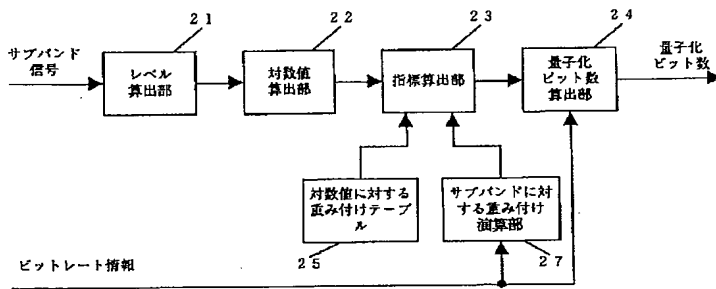 21
22
23
24
サブバンド
信号
レベル
算出部
対数値
算出部
指標算出部
量子化
ビット数
算出部
量子化
ビット数
対数値に対する
重み付けテーブ
ル
サブバンドに対
する重み付け
演算部
25
27
ビットレート情報